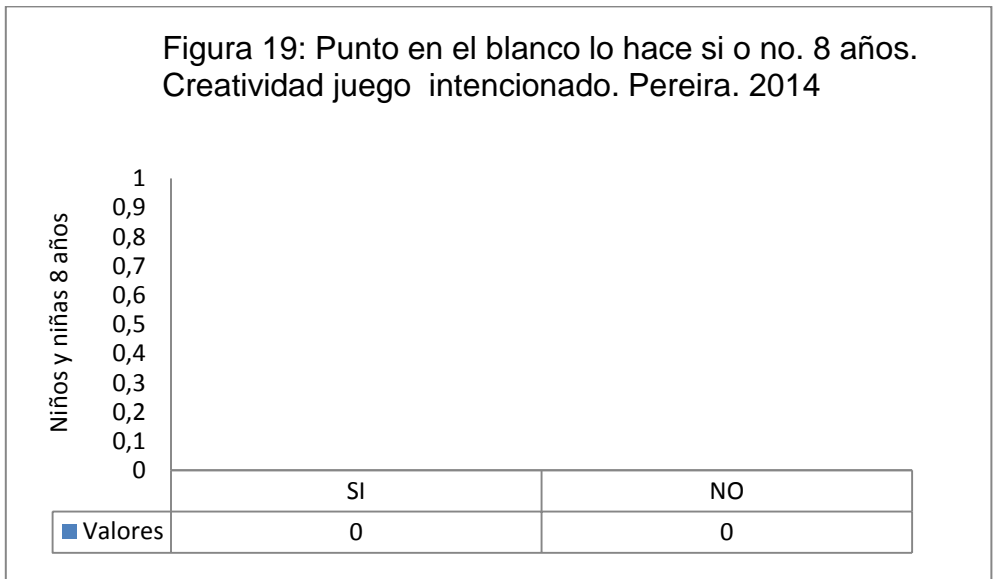 Figura 19: Punto en el blanco lo hace si o no. 8 años.
Creatividad juego  intencionado. Pereira. 2014
Niños y niñas 8 años
1
0,9
0,8
0,7
0,6
0,5
0,4
0,3
0,2
0,1
0
SI NO
Valores 0 0